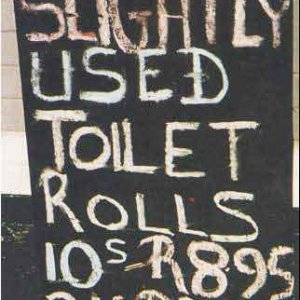 SLIGHTLY
USED
TOILET
ROLLS
10s R895